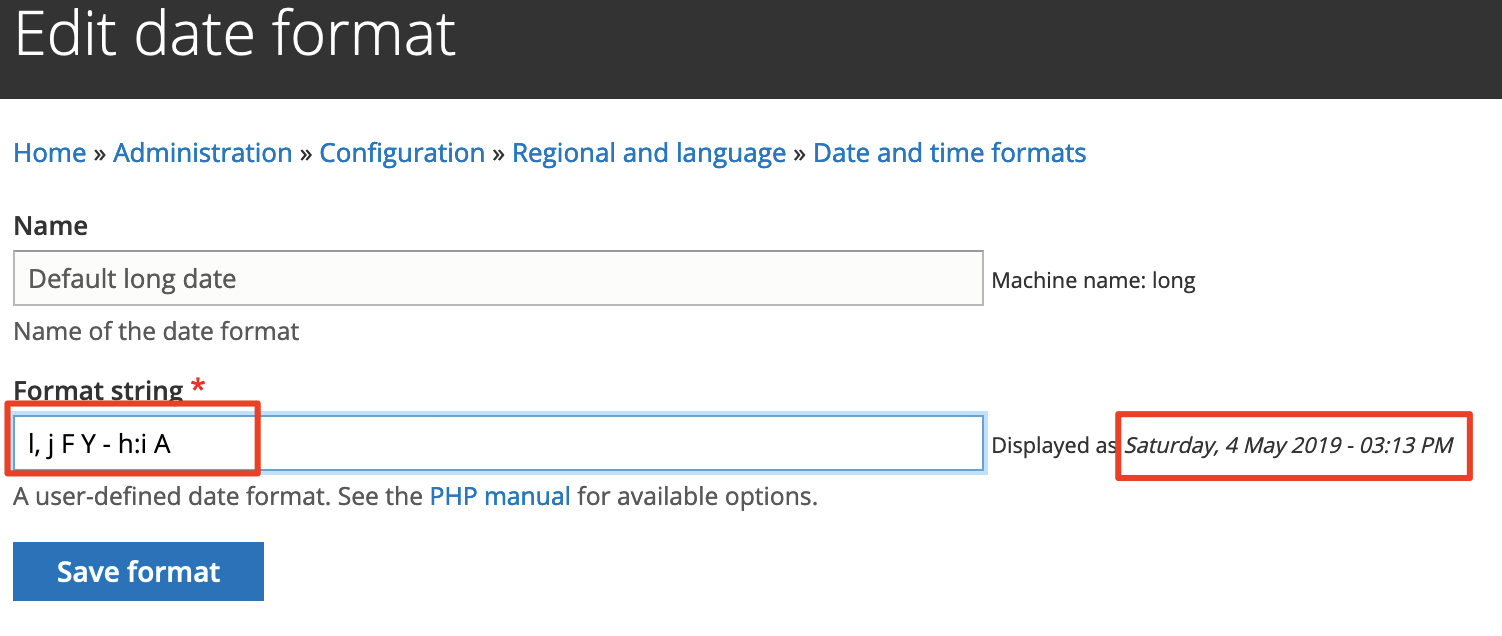 Edit date format
Home » Administration » Configuration » Regional and language » Date and time formats
Name
Default long date
Machine name: long
Name of the date format
Format string *
l, j F Y - h:i A
Displayed as Saturday, 4 May 2019 - 03:13 PM
A user-defined date format. See the PHP manual for available options.
Save format